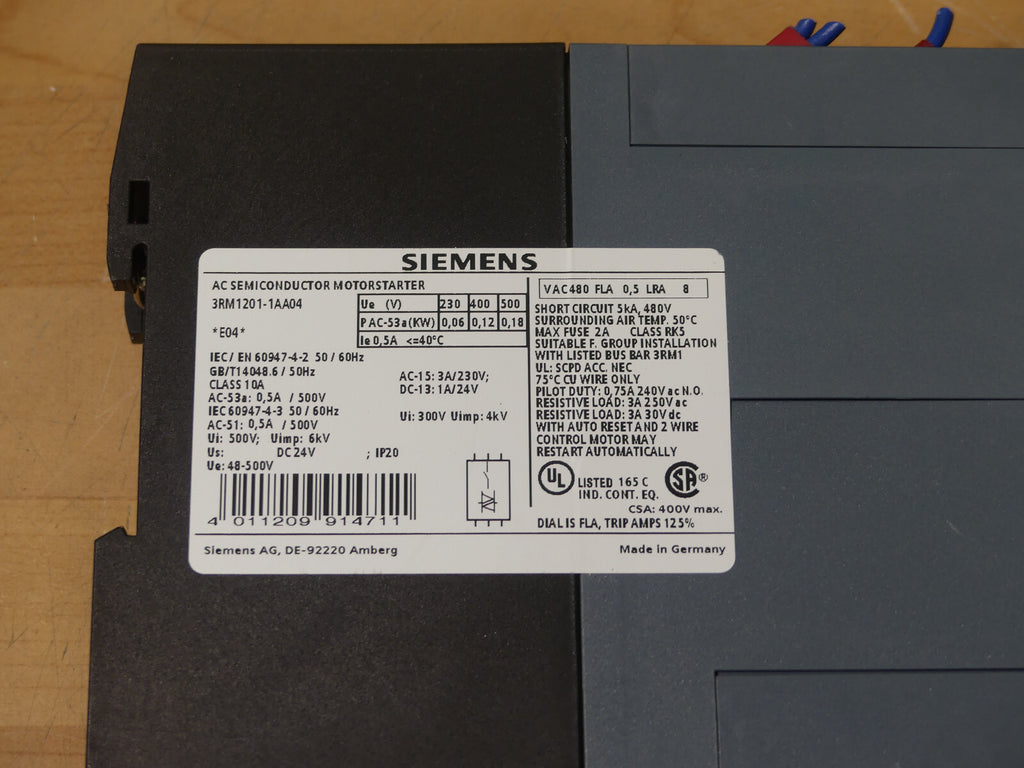 SIEMENS
AC SEMICONDUCTOR MOTORSTARTER
3RM1201-1AA04
*E04*
Ue (V) 230 400 500
P AC-53a(KW) 0,06 0,12 0,18
Ie 0,5A <=40°C
IEC/ EN 60947-4-2 50 / 60Hz
GB/T14048.6 / 50Hz
CLASS 10A
AC-53a: 0,5A / 500V
IEC 60947-4-3 50 / 60Hz
AC-51: 0,5A / 500V
Ui: 500V; Uimp: 6kV
Us: DC 24V ; IP20
Ue: 48-500V
AC-15: 3A/230V;
DC-13: 1A/24V
Ui: 300V Uimp: 4kV
4 011209 914711
VAC480 FLA 0,5 LRA 8
SHORT CIRCUIT 5kA, 480V
SURROUNDING AIR TEMP. 50°C
MAX FUSE 2A CLASS RK5
SUITABLE F. GROUP INSTALLATION
WITH LISTED BUS BAR 3RM1
UL: SCPD ACC. NEC
75°C CU WIRE ONLY
PILOT DUTY: 0,75A 240V ac N.O.
RESISTIVE LOAD: 3A 250V ac
RESISTIVE LOAD: 3A 30V dc
WITH AUTO RESET AND 2 WIRE
CONTROL MOTOR MAY
RESTART AUTOMATICALLY
UL LISTED 165 C
IND. CONT. EQ.
SA ®
CSA: 400V max.
DIAL IS FLA, TRIP AMPS 125%
Siemens AG, DE-92220 Amberg
Made in Germany